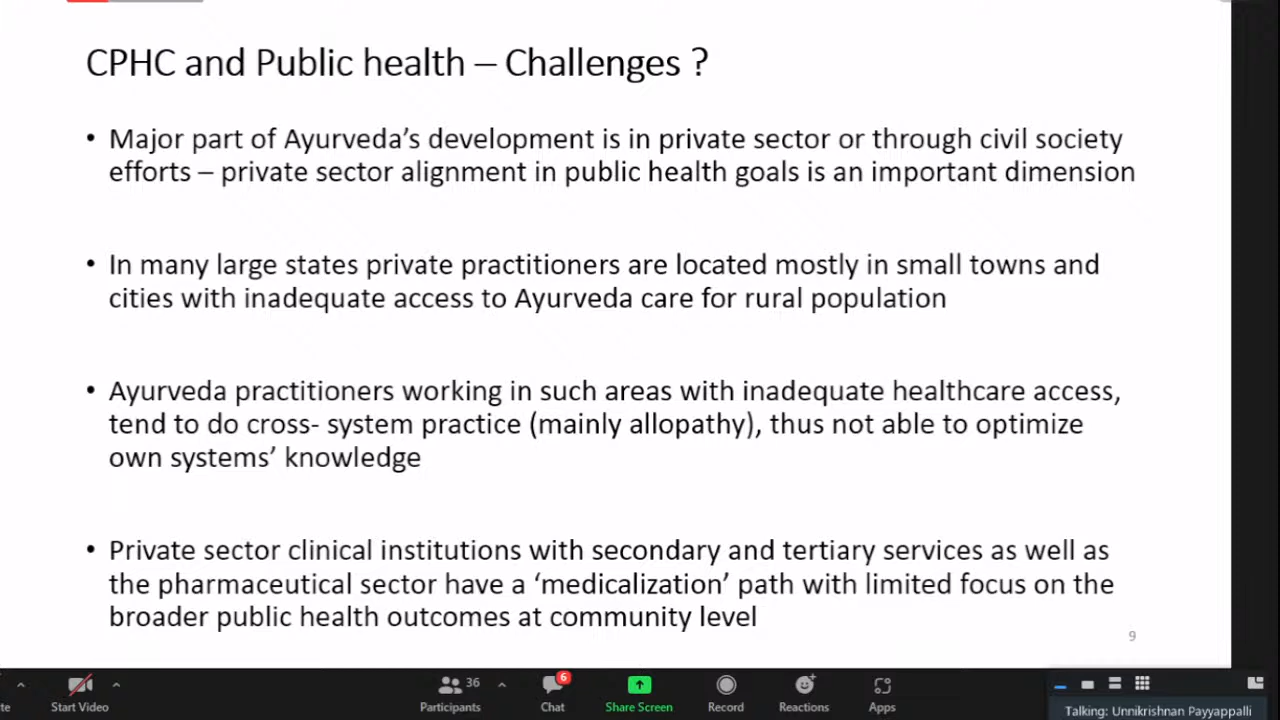 CPHC and Public health – Challenges ?
• Major part of Ayurveda's development is in private sector or through civil society
efforts – private sector alignment in public health goals is an important dimension
• In many large states private practitioners are located mostly in small towns and
cities with inadequate access to Ayurveda care for rural population
• Ayurveda practitioners working in such areas with inadequate healthcare access,
tend to do cross- system practice (mainly allopathy), thus not able to optimize
own systems' knowledge
• Private sector clinical institutions with secondary and tertiary services as well as
the pharmaceutical sector have a ‘medicalization’ path with limited focus on the
broader public health outcomes at community level
9
36
6
te
Start Video
Participants
Chat
Share Screen
Record
Reactions
Apps
Talking: Unnikrishnan Payyappalli